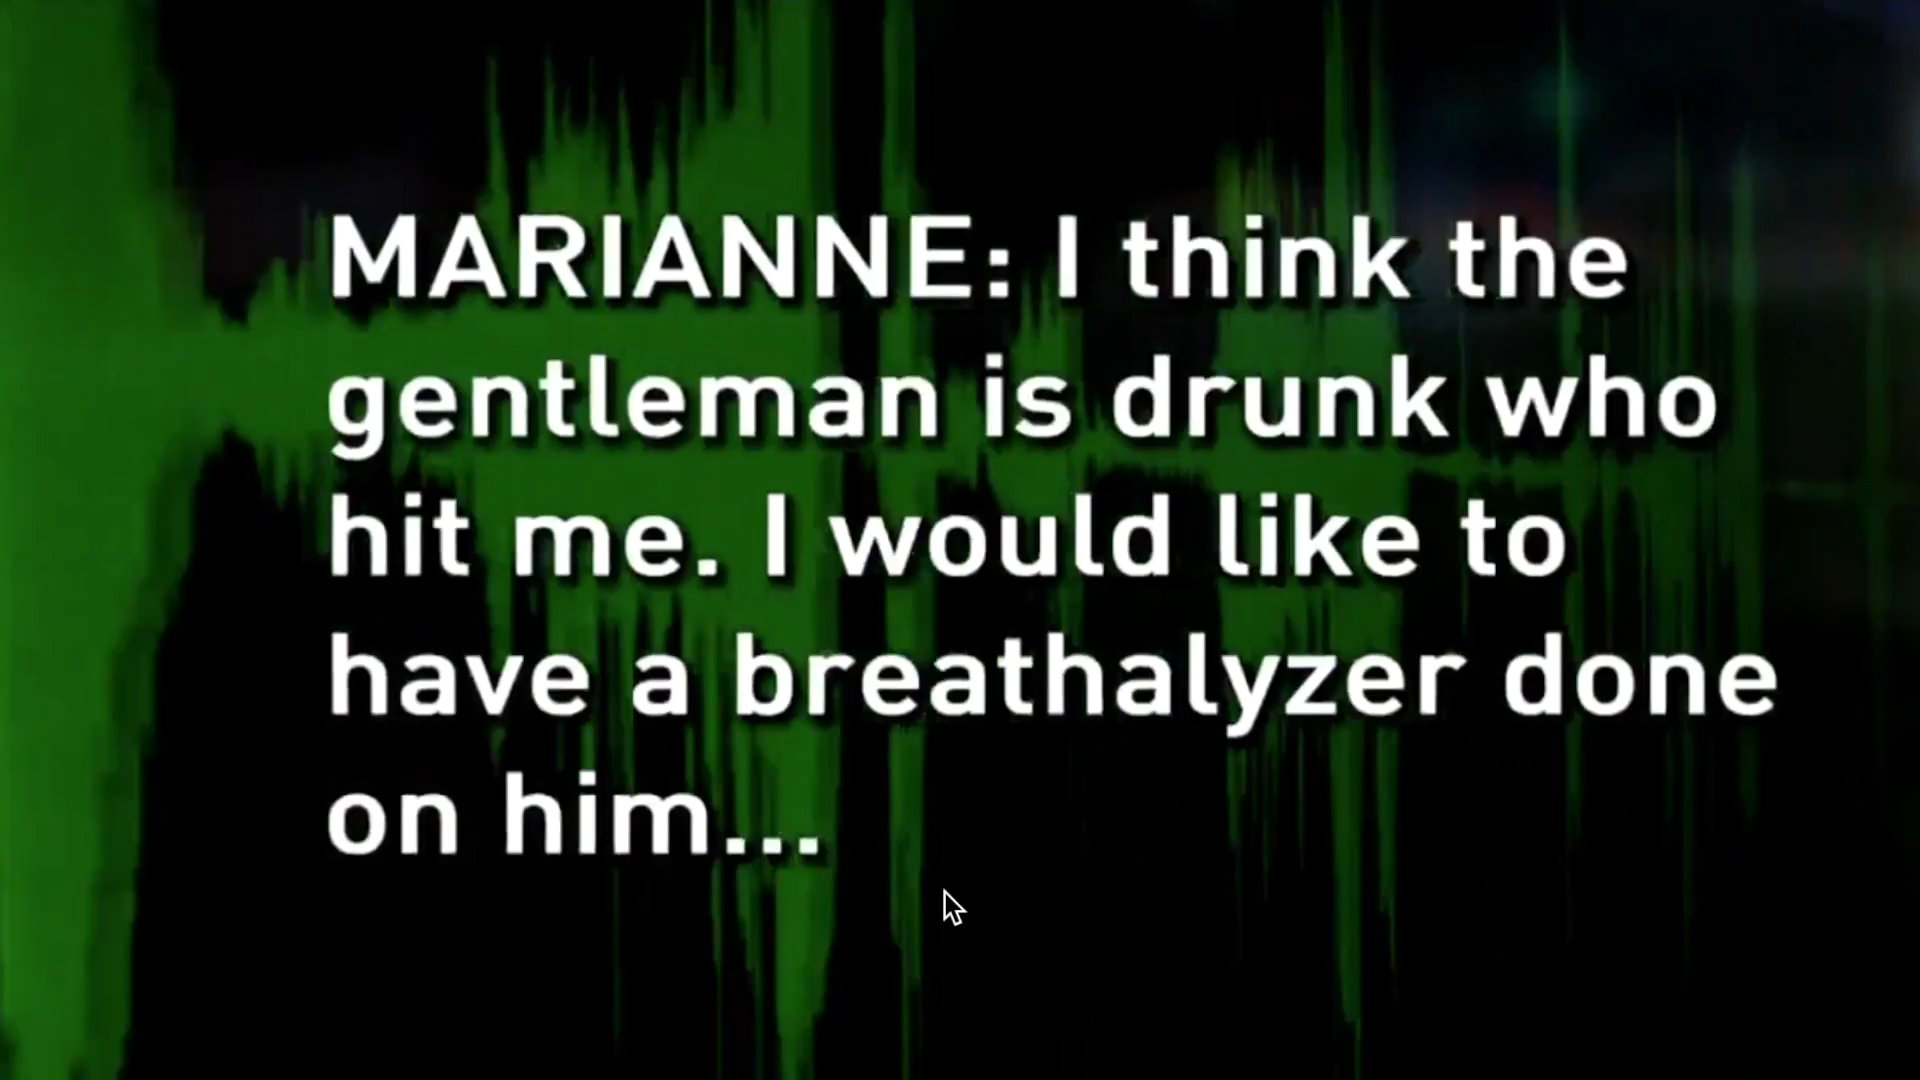 MARIANNE: I think the
gentleman is drunk who
hit me. I would like to
have a breathalyzer done
on him...